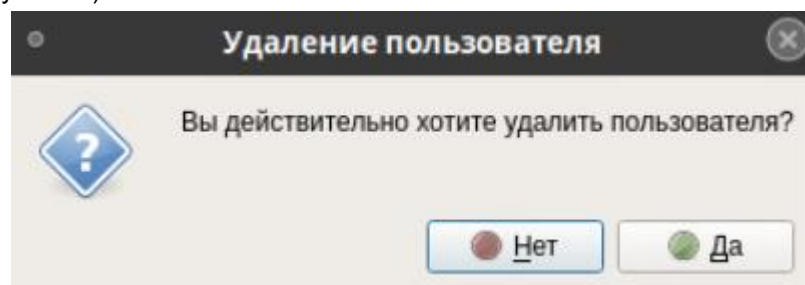 Удаление пользователя
Вы действительно хотите удалить пользователя?
Нет
Да